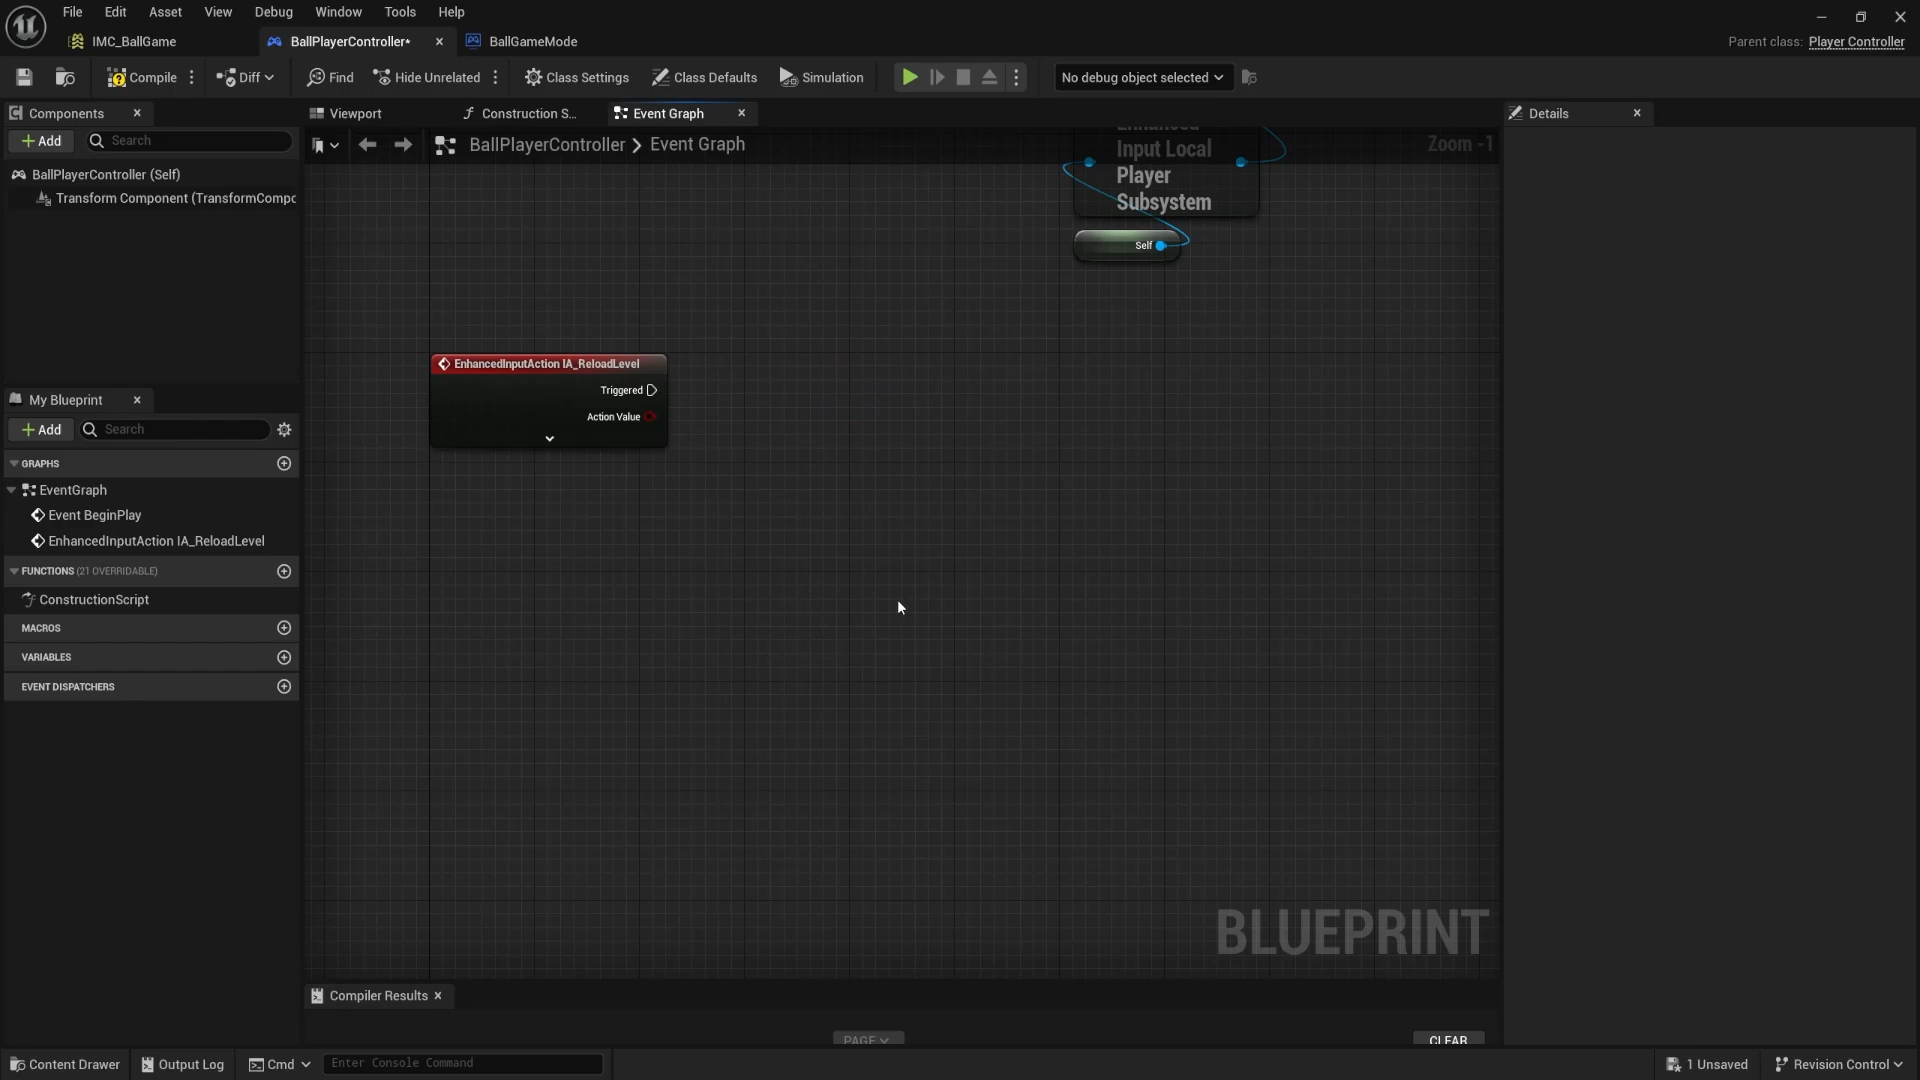 File Edit Asset View Debug Window Tools Help
IMC_BallGame
BallPlayerController*
BallGameMode
Parent class: Player Controller
Compile
Diff
Find
Hide Unrelated
Class Settings
Class Defaults
Simulation
No debug object selected
Components
Add
Search
BallPlayerController (Self)
Transform Component (TransformCompc
My Blueprint
Add
Search
GRAPHS
EventGraph
Event BeginPlay
EnhancedInputAction IA_ReloadLevel
FUNCTIONS (21 OVERRIDABLE)
ConstructionScript
MACROS
VARIABLES
EVENT DISPATCHERS
Viewport
Construction S...
Event Graph
BallPlayerController > Event Graph
Zoom -1
Enhanced
Input Local
Player
Subsystem
Self
EnhancedInputAction IA_ReloadLevel
Triggered
Action Value
BLUEPRINT
Compiler Results
PAGE
CLEAR
Details
Content Drawer
Output Log
Cmd
Enter Console Command
1 Unsaved
Revision Control